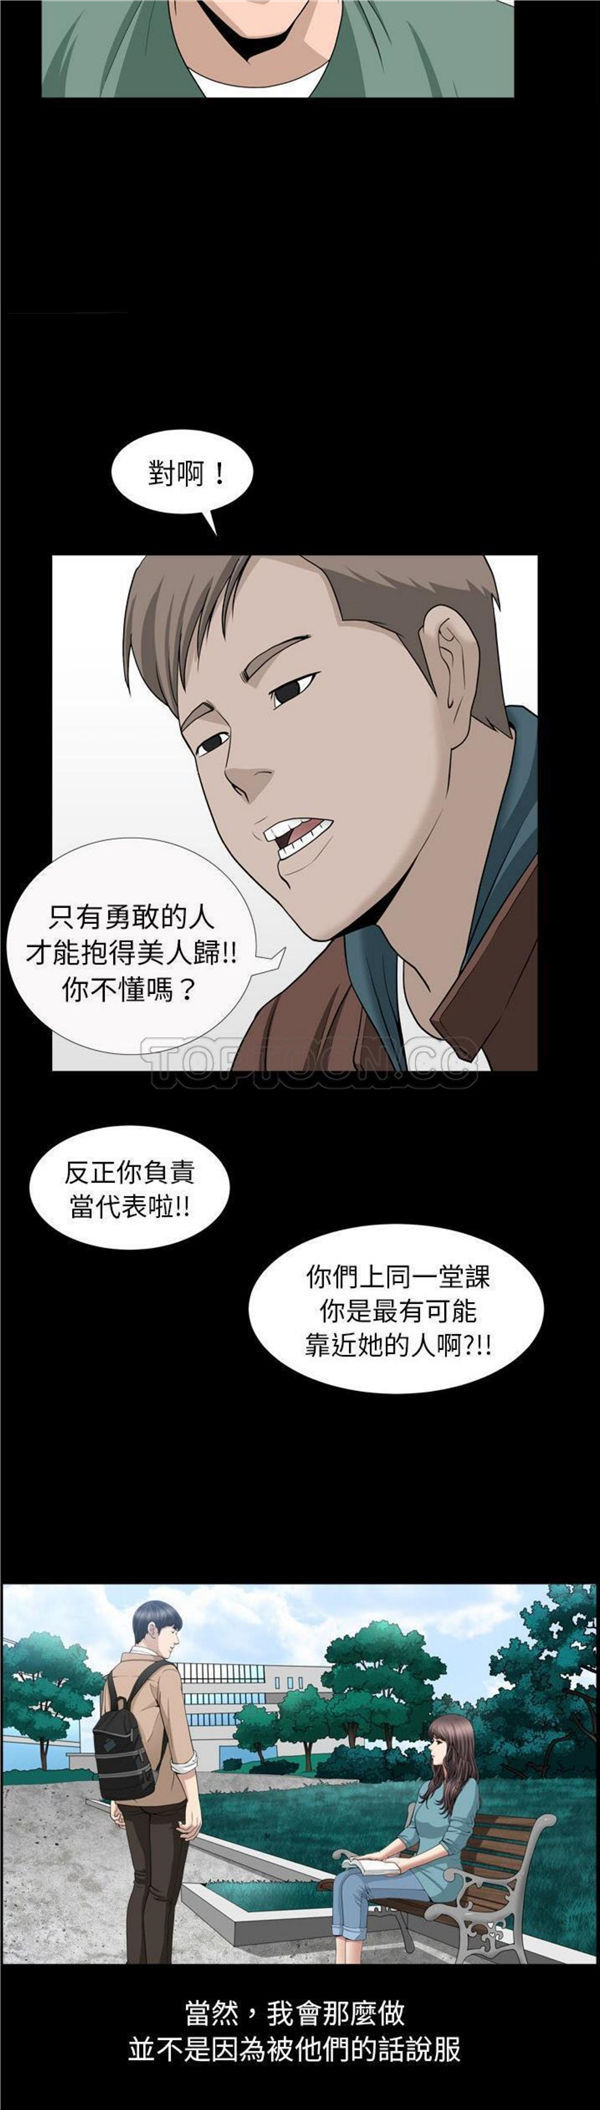 對啊！
只有勇敢的人
才能抱得美人歸!!
你不懂嗎？
TOPTOON.CC
反正你負責
當代表啦!!
你們上同一堂課
你是最有可能
靠近她的人啊?!!
當然，我會那麼做
並不是因為被他們的話說服